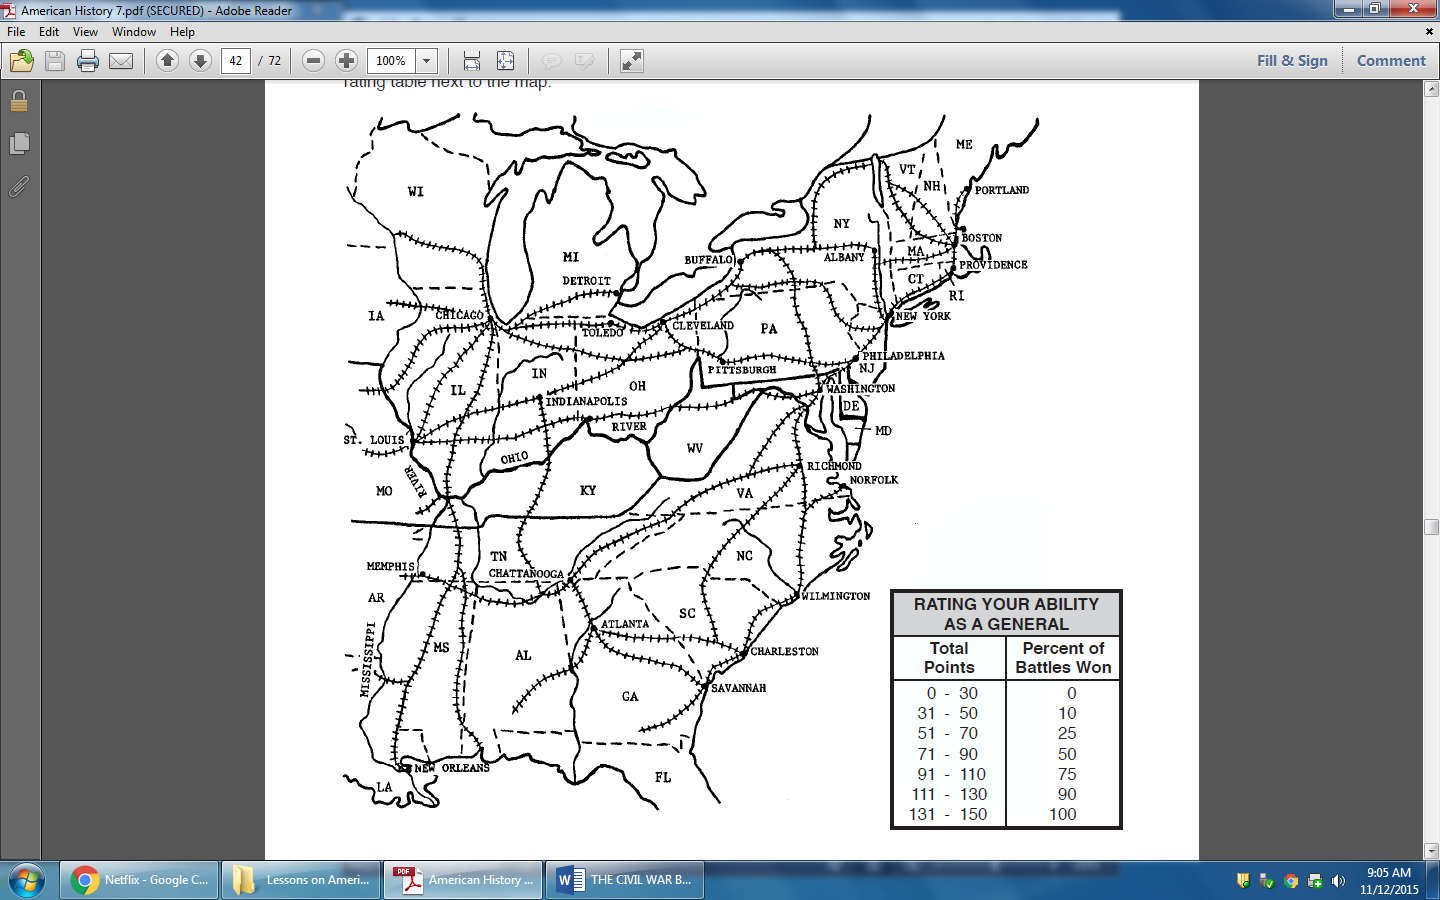 American History 7.pdf (SECURED) - Adobe Reader
File Edit View Window Help
42 / 72 100% Fill & Sign Comment
rating table next to the map.
ME
VT
NH
WI
PORTLAND
NY
BOSTON
MI
BUFFALO ALBANY MA
PROVIDENCE
DETROIT CT
RI
IA CHICAGO NEW YORK
TOLEDO CLEVELAND PA
PHILADELPHIA
PITTSBURGH NJ
IN
IL OH WASHINGTON
INDIANAPOLIS DE
RIVER MD
ST. LOUIS
WV
OHIO
RICHMOND
RIVER NORFOLK
MO KY VA
TN NC
MEMPHIS CHATTANOOGA
AR WILMINGTON
SC
ATLANTA
MISSISSIPPI MS AL CHARLESTON
GA SAVANNAH
NEW ORLEANS
LA FL
RATING YOUR ABILITY
AS A GENERAL
Total Percent of
Points Battles Won
0 - 30 0
31 - 50 10
51 - 70 25
71 - 90 50
91 - 110 75
111 - 130 90
131 - 150 100
Netflix - Google C... Lessons on Ameri... American History ... THE CIVIL WAR B... 9:05 AM
11/12/2015